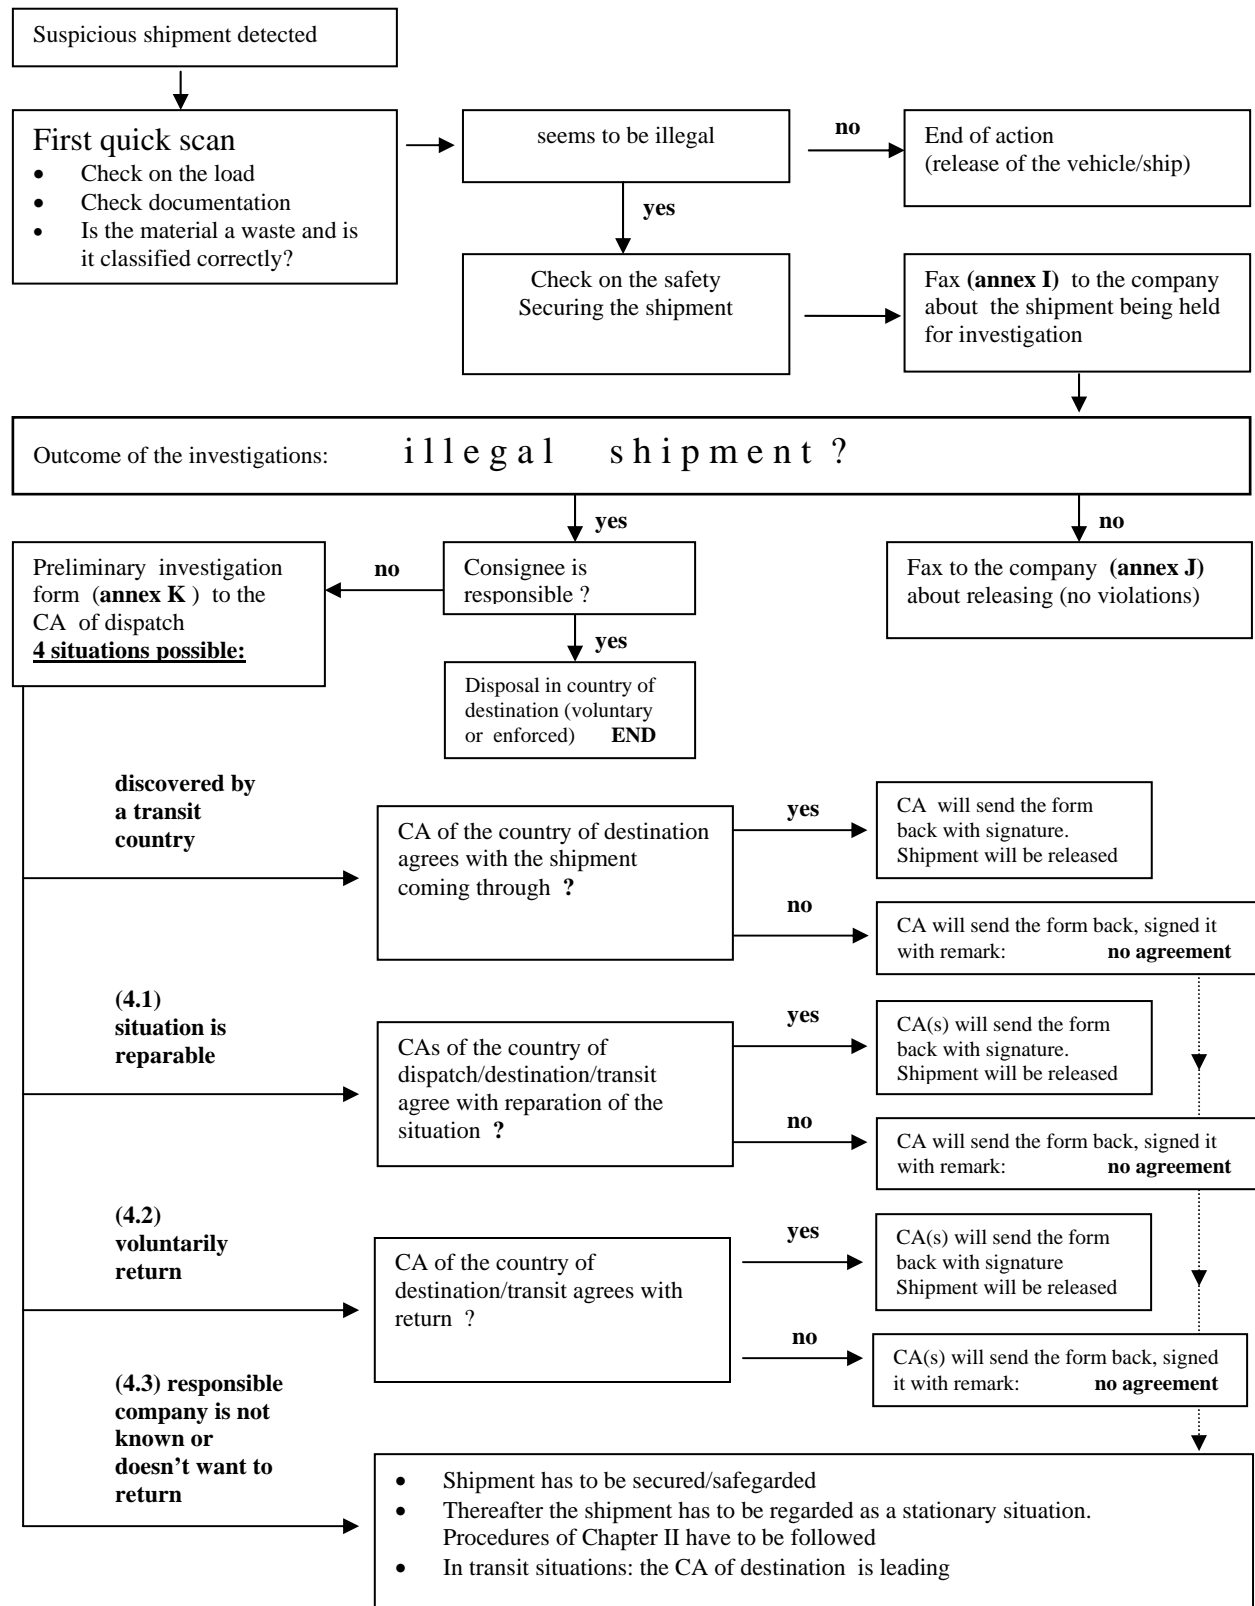 Suspicious shipment detected
First quick scan
• Check on the load
• Check documentation
• Is the material a waste and is
it classified correctly?
seems to be illegal
no
End of action
(release of the vehicle/ship)
yes
Check on the safety
Securing the shipment
Fax (annex I) to the company
about the shipment being held
for investigation
Outcome of the investigations: illegal shipment ?
yes
no
Preliminary investigation
form (annex K ) to the
CA of dispatch
4 situations possible:
no
Consignee is
responsible ?
Fax to the company (annex J)
about releasing (no violations)
yes
Disposal in country of
destination (voluntary
or enforced) END
discovered by
a transit
country
CA of the country of destination
agrees with the shipment
coming through ?
yes
CA will send the form
back with signature.
Shipment will be released
no
CA will send the form back, signed it
with remark: no agreement
(4.1)
situation is
reparable
CAs of the country of
dispatch/destination/transit
agree with reparation of the
situation ?
yes
CA(s) will send the form
back with signature.
Shipment will be released
no
CA will send the form back, signed it
with remark: no agreement
(4.2)
voluntarily
return
CA of the country of
destination/transit agrees with
return ?
yes
CA(s) will send the form
back with signature
Shipment will be released
no
CA(s) will send the form back, signed
it with remark: no agreement
(4.3) responsible
company is not
known or
doesn't want to
return
• Shipment has to be secured/safegarded
• Thereafter the shipment has to be regarded as a stationary situation.
Procedures of Chapter II have to be followed
• In transit situations: the CA of destination is leading